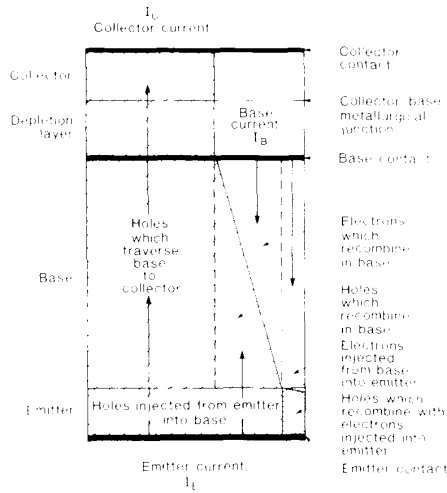 I_C
Collector current
Collector
Depletion
layer
Base
Emitter
Base
current
I_B
Holes
which
traverse
base
to
collector
Holes injected from emitter
into base
Emitter current,
I_E
Collector
contact
Collector base
metallurgical
junction
Base contact
Electrons
which
recombine
in base
Holes
which
recombine
in base
Electrons
injected
from base
into emitter
Holes which
recombine with
electrons
injected into
emitter
Emitter contact